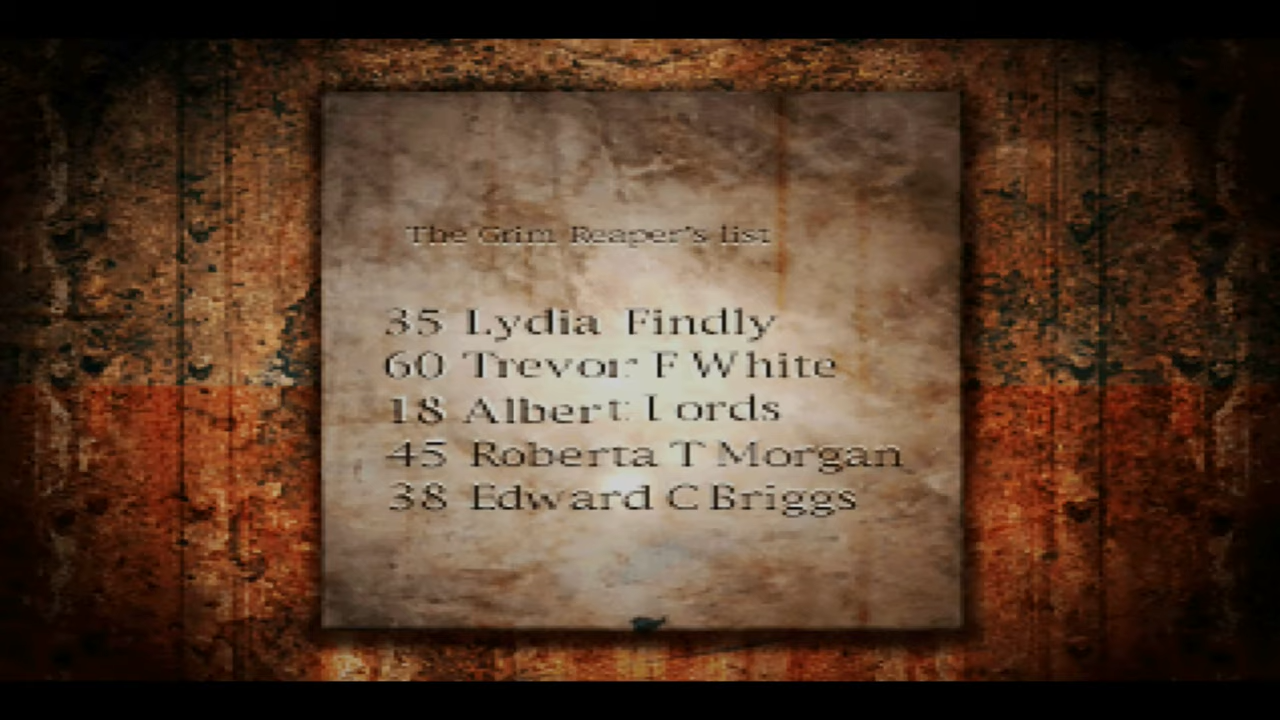 The Grim Reaper's list
35 Lydia Findly
60 Trevor F White
18 Albert Lords
45 Roberta T Morgan
38 Edward C Briggs